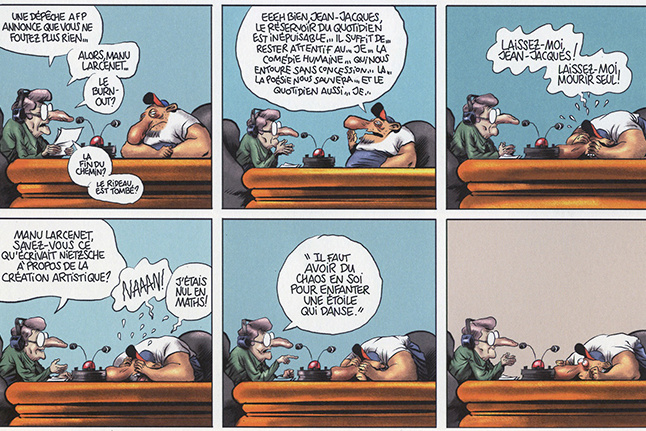 UNE DÉPÊCHE AFP
ANNONCE QUE VOUS NE
FOUTEZ PLUS RIEN...
ALORS, MANU
LARCENET...
LE
BURN-
OUT?
LA
FIN DU
CHEMIN?
LE RIDEAU
EST TOMBÉ?
EEEH BIEN, JEAN-JACQUES,
LE RÉSERVOIR DU QUOTIDIEN
EST INÉPUISABLE... IL SUFFIT DE
RESTER ATTENTIF AU... JE... LA
COMÉDIE HUMAINE... QUI NOUS
ENTOURE SANS CONCESSION... LA...
LA POÉSIE NOUS SAUVERA... ET LE
QUOTIDIEN AUSSI... JE...
LAISSEZ-MOI,
JEAN-JACQUES!
LAISSEZ-MOI
MOURIR SEUL!
MANU LARCENET,
SAVEZ-VOUS CE
QU'ÉCRIVAIT NIETZSCHE
À PROPOS DE LA
CRÉATION ARTISTIQUE?
NAAAN!
J'ÉTAIS
NUL EN
MATHS!
"IL FAUT
AVOIR DU
CHAOS EN SOI
POUR ENFANTER
UNE ÉTOILE
QUI DANSE."